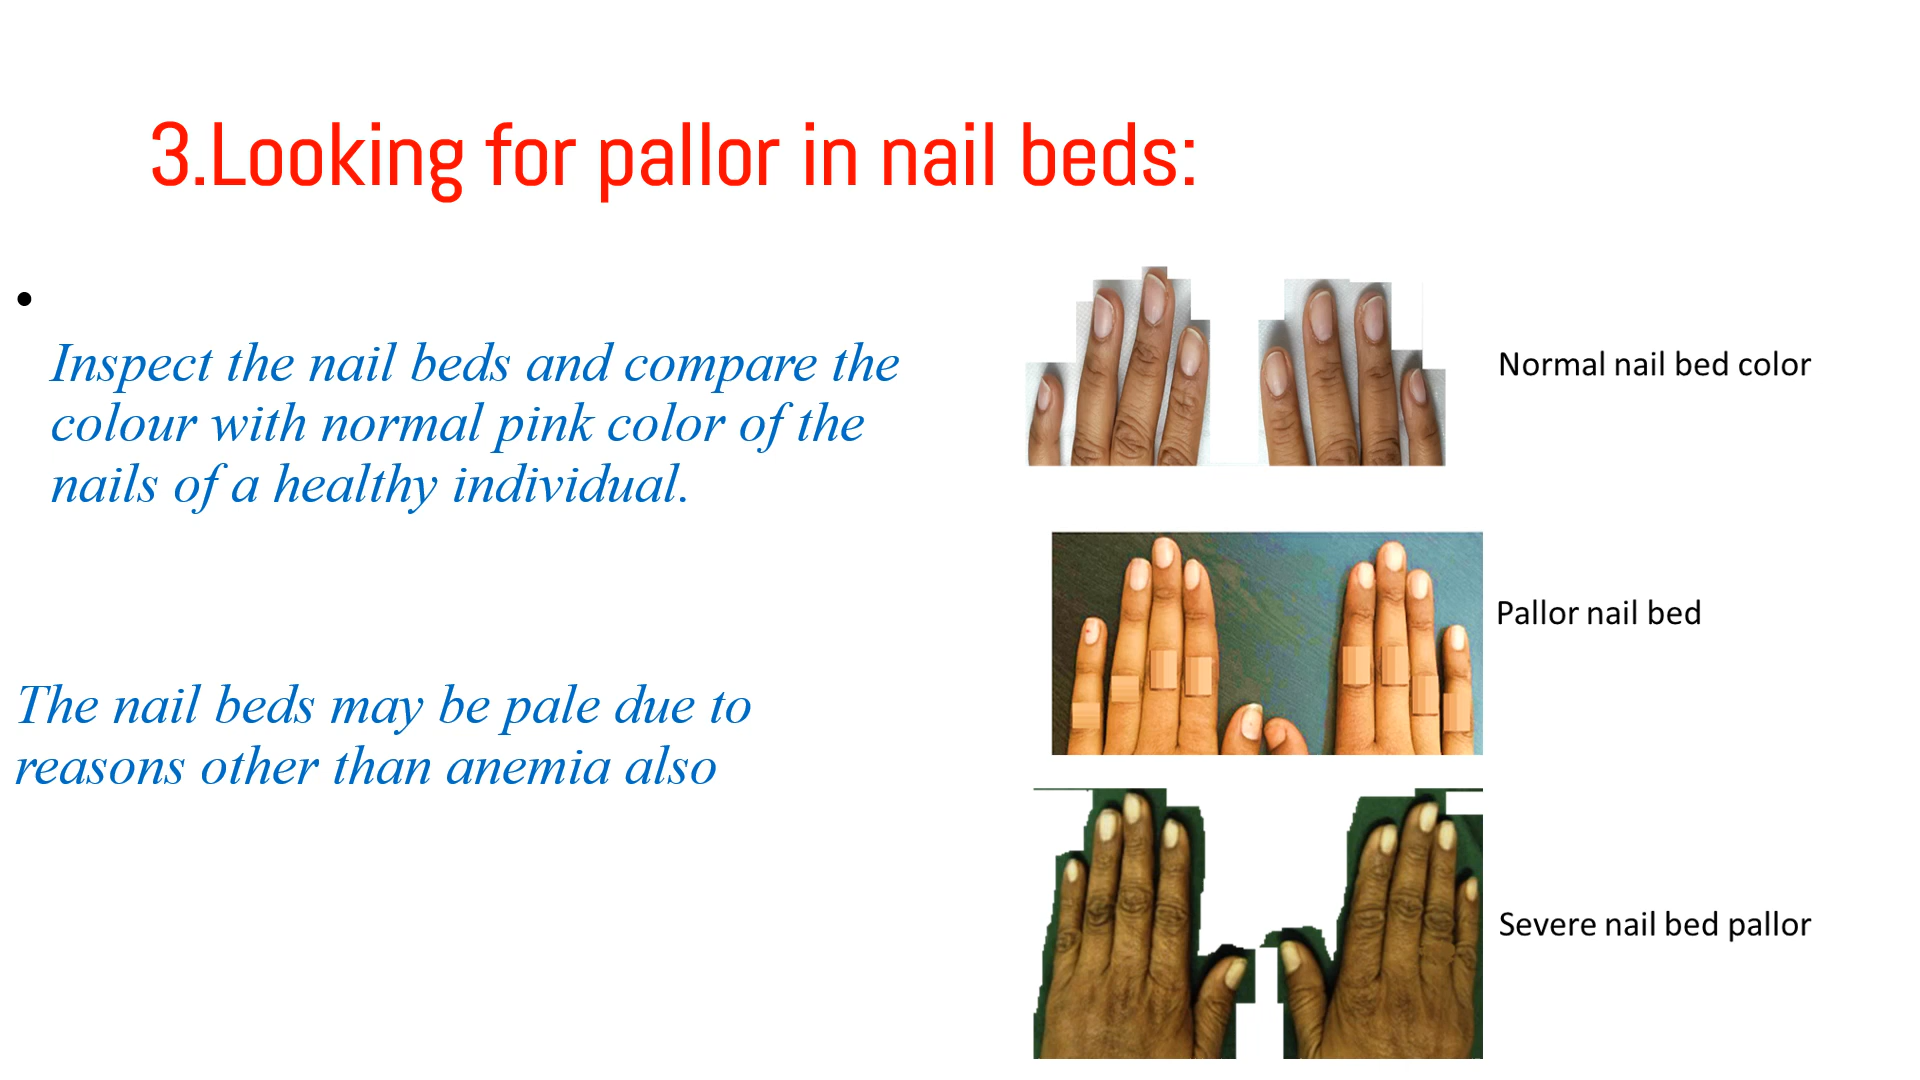 3.Looking for pallor in nail beds:
•
Inspect the nail beds and compare the
colour with normal pink color of the
nails of a healthy individual.
The nail beds may be pale due to
reasons other than anemia also
Normal nail bed color
Pallor nail bed
Severe nail bed pallor